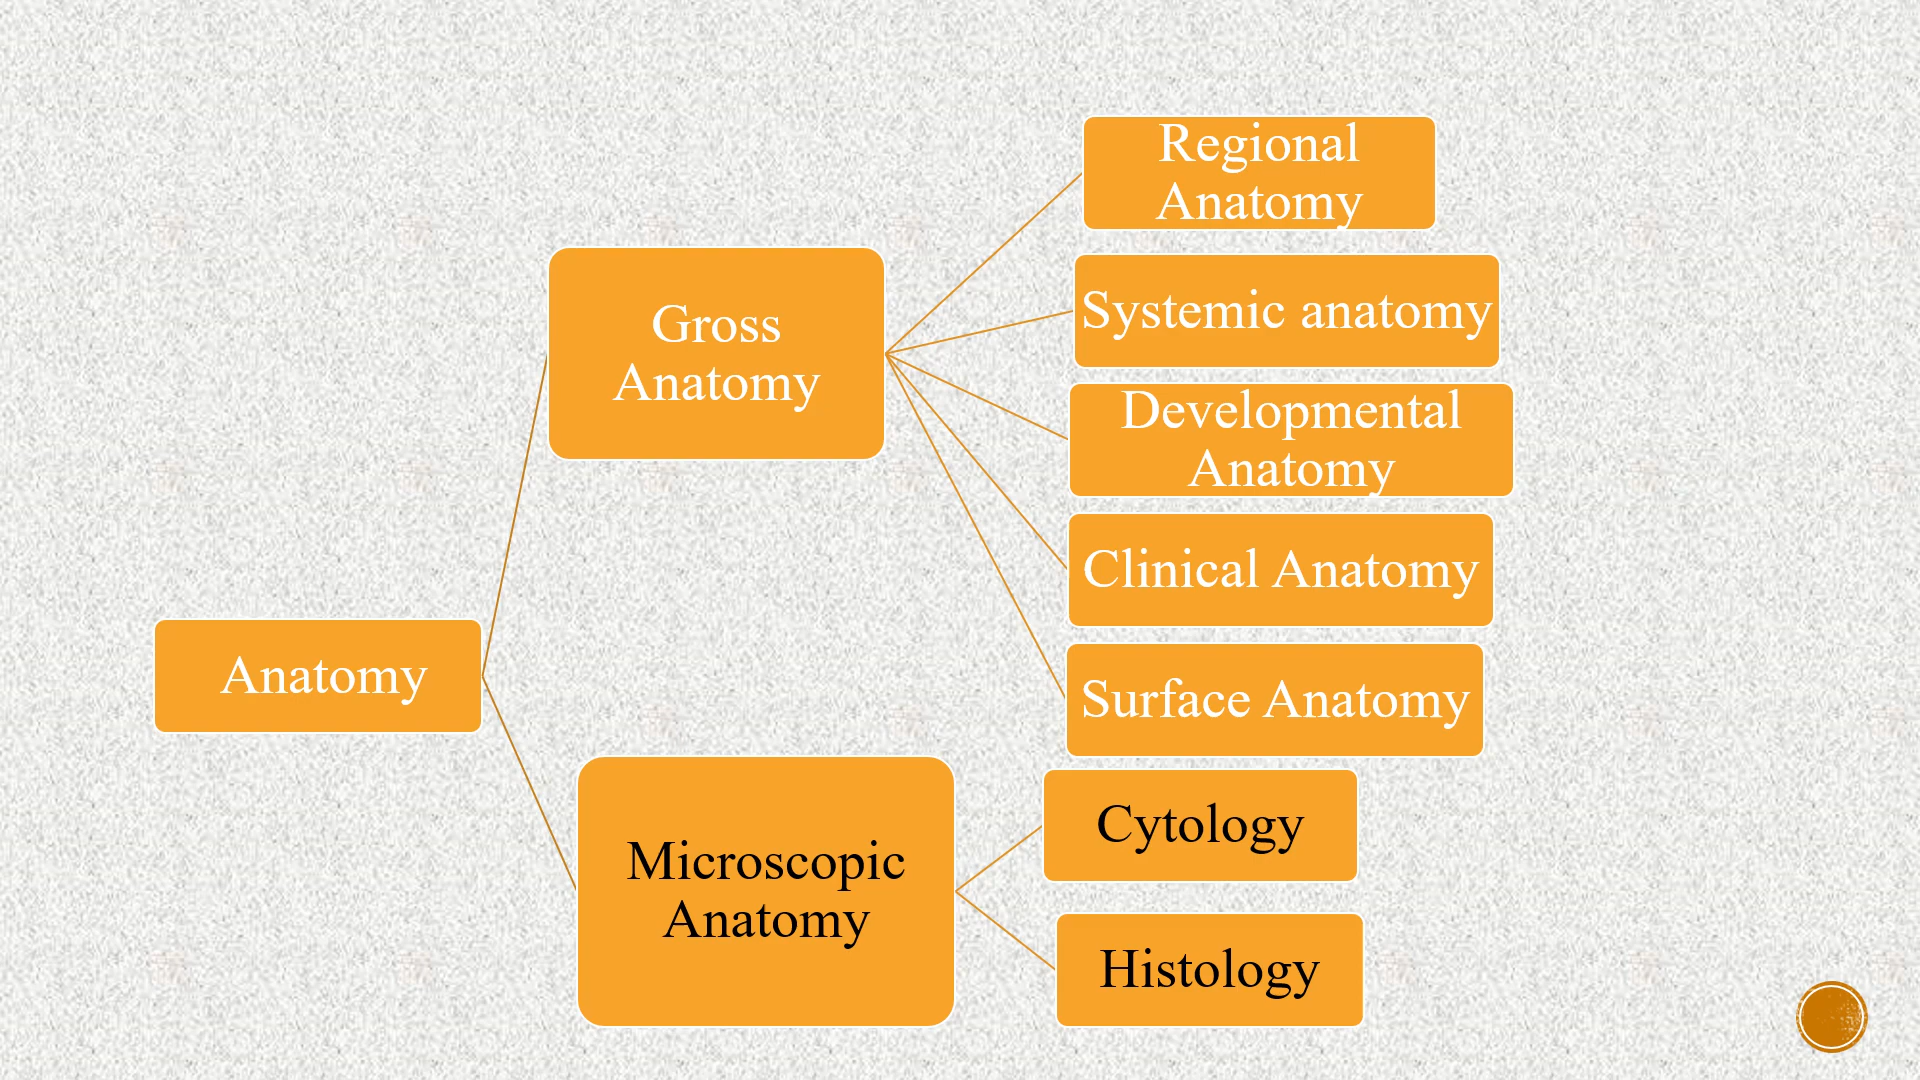 Anatomy
Gross
Anatomy
Regional
Anatomy
Systemic anatomy
Developmental
Anatomy
Clinical Anatomy
Surface Anatomy
Microscopic
Anatomy
Cytology
Histology